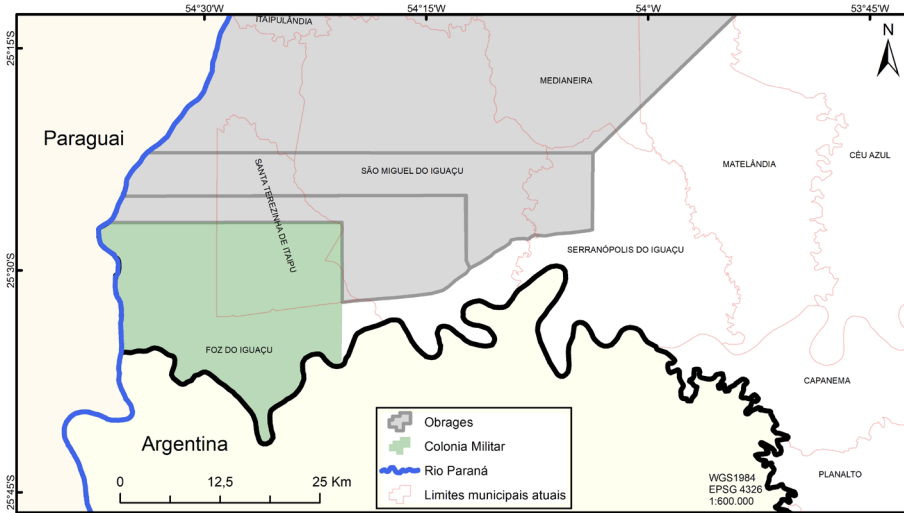 54°30'W
54°15'W
54°0'W
53°45'W
25°15'S
25°30'S
25°45'S
N
ITAIPULÂNDIA
MEDIANEIRA
Paraguai
SÃO MIGUEL DO IGUAÇU
MATELÂNDIA
CÉU AZUL
SANTA TEREZINHA DE ITAIPU
SERRANÓPOLIS DO IGUAÇU
FOZ DO IGUAÇU
CAPANEMA
Argentina
PLANALTO
0 12,5 25 Km
Obrages
Colonia Militar
Rio Paraná
Limites municipais atuais
WGS1984
EPSG 4326
1:600.000